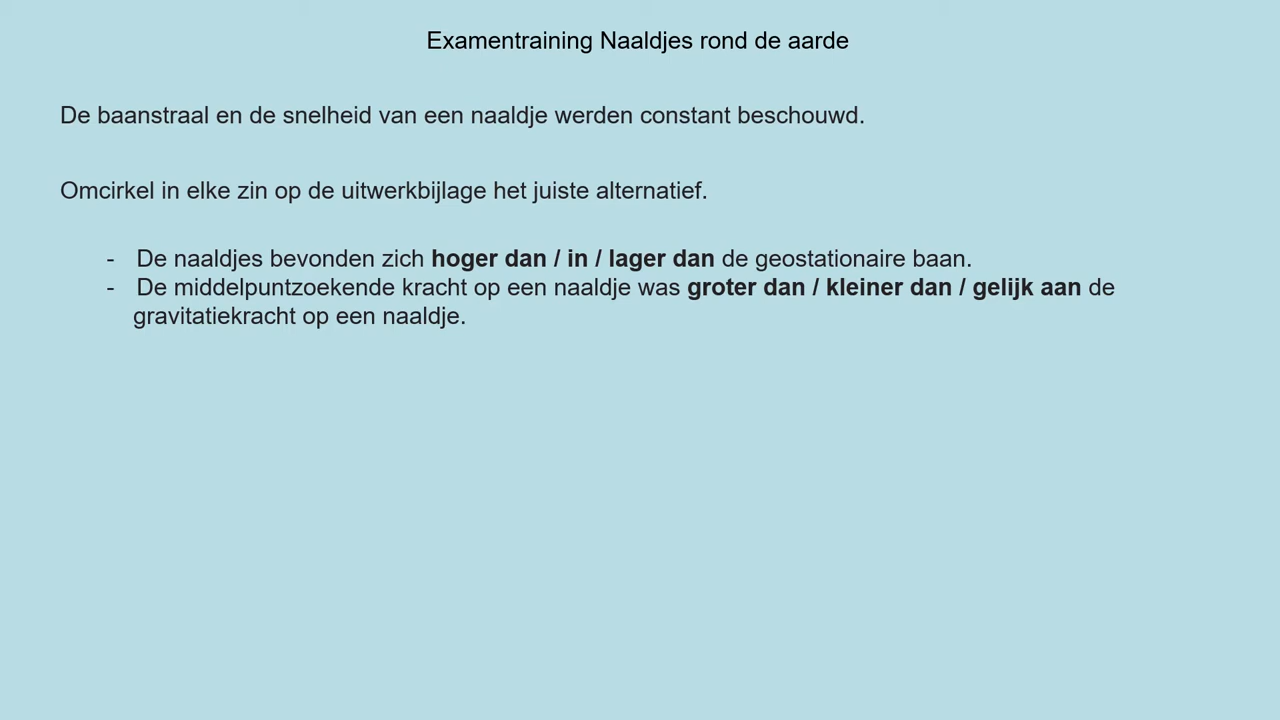 Examentraining Naaldjes rond de aarde
De baanstraal en de snelheid van een naaldje werden constant beschouwd.
Omcirkel in elke zin op de uitwerkbijlage het juiste alternatief.
- De naaldjes bevonden zich hoger dan / in / lager dan de geostationaire baan.
- De middelpuntzoekende kracht op een naaldje was groter dan / kleiner dan / gelijk aan de
gravitatiekracht op een naaldje.